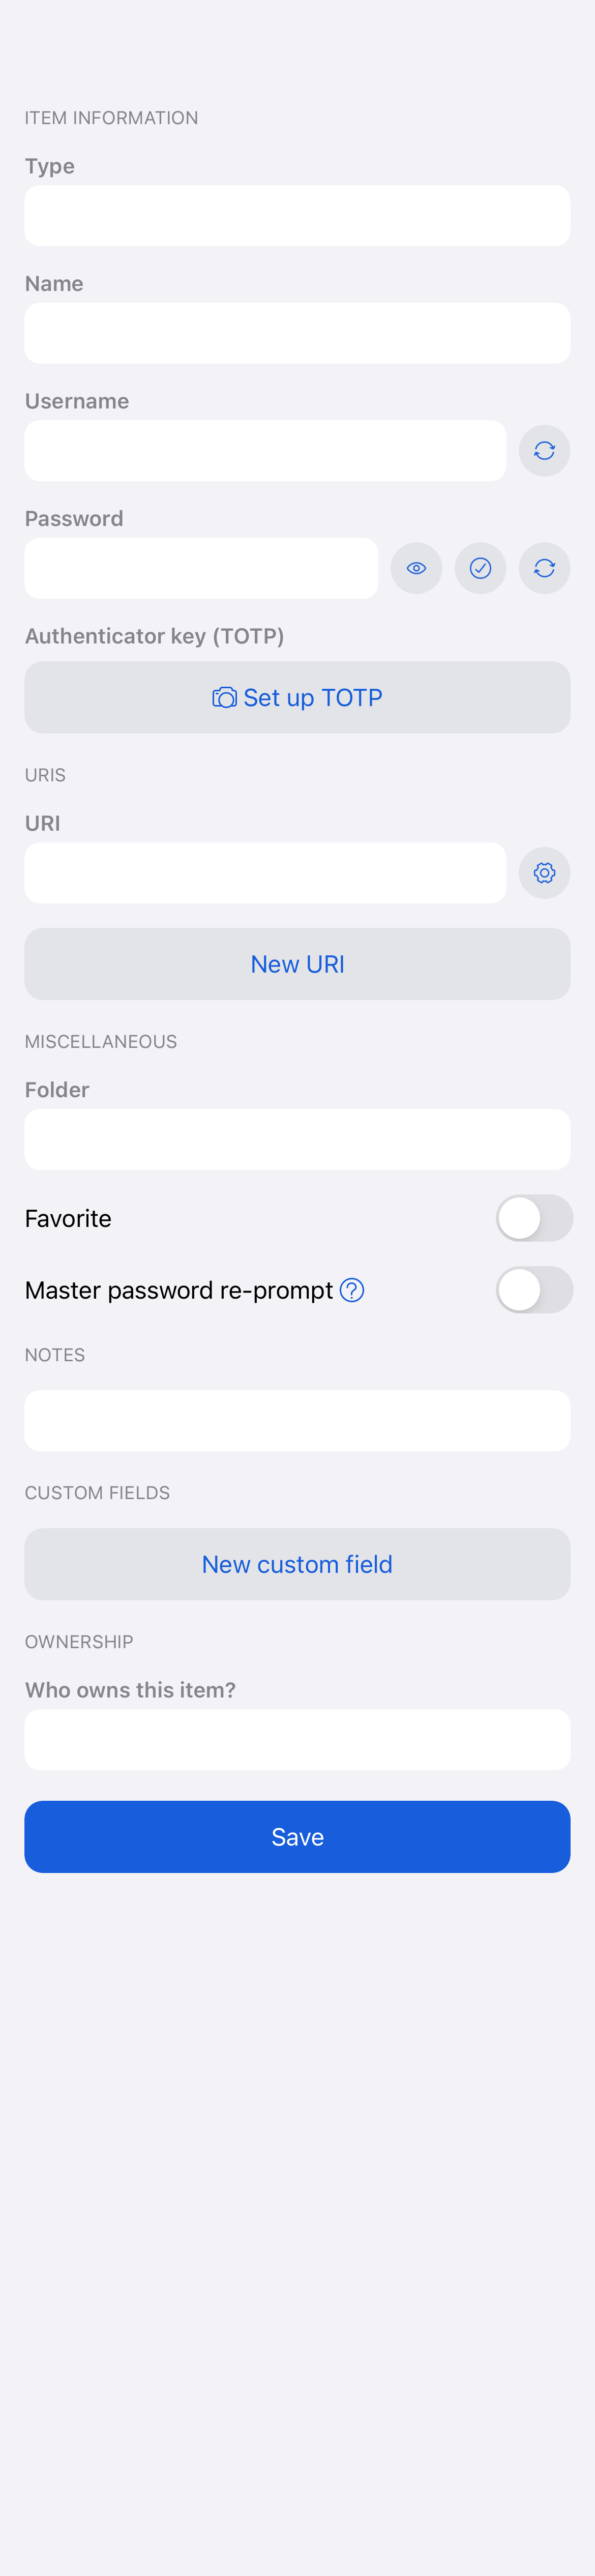 ITEM INFORMATION
Type
Name
Username
Password
Authenticator key (TOTP)
Set up TOTP
URIS
URI
New URI
MISCELLANEOUS
Folder
Favorite
Master password re-prompt
NOTES
CUSTOM FIELDS
New custom field
OWNERSHIP
Who owns this item?
Save